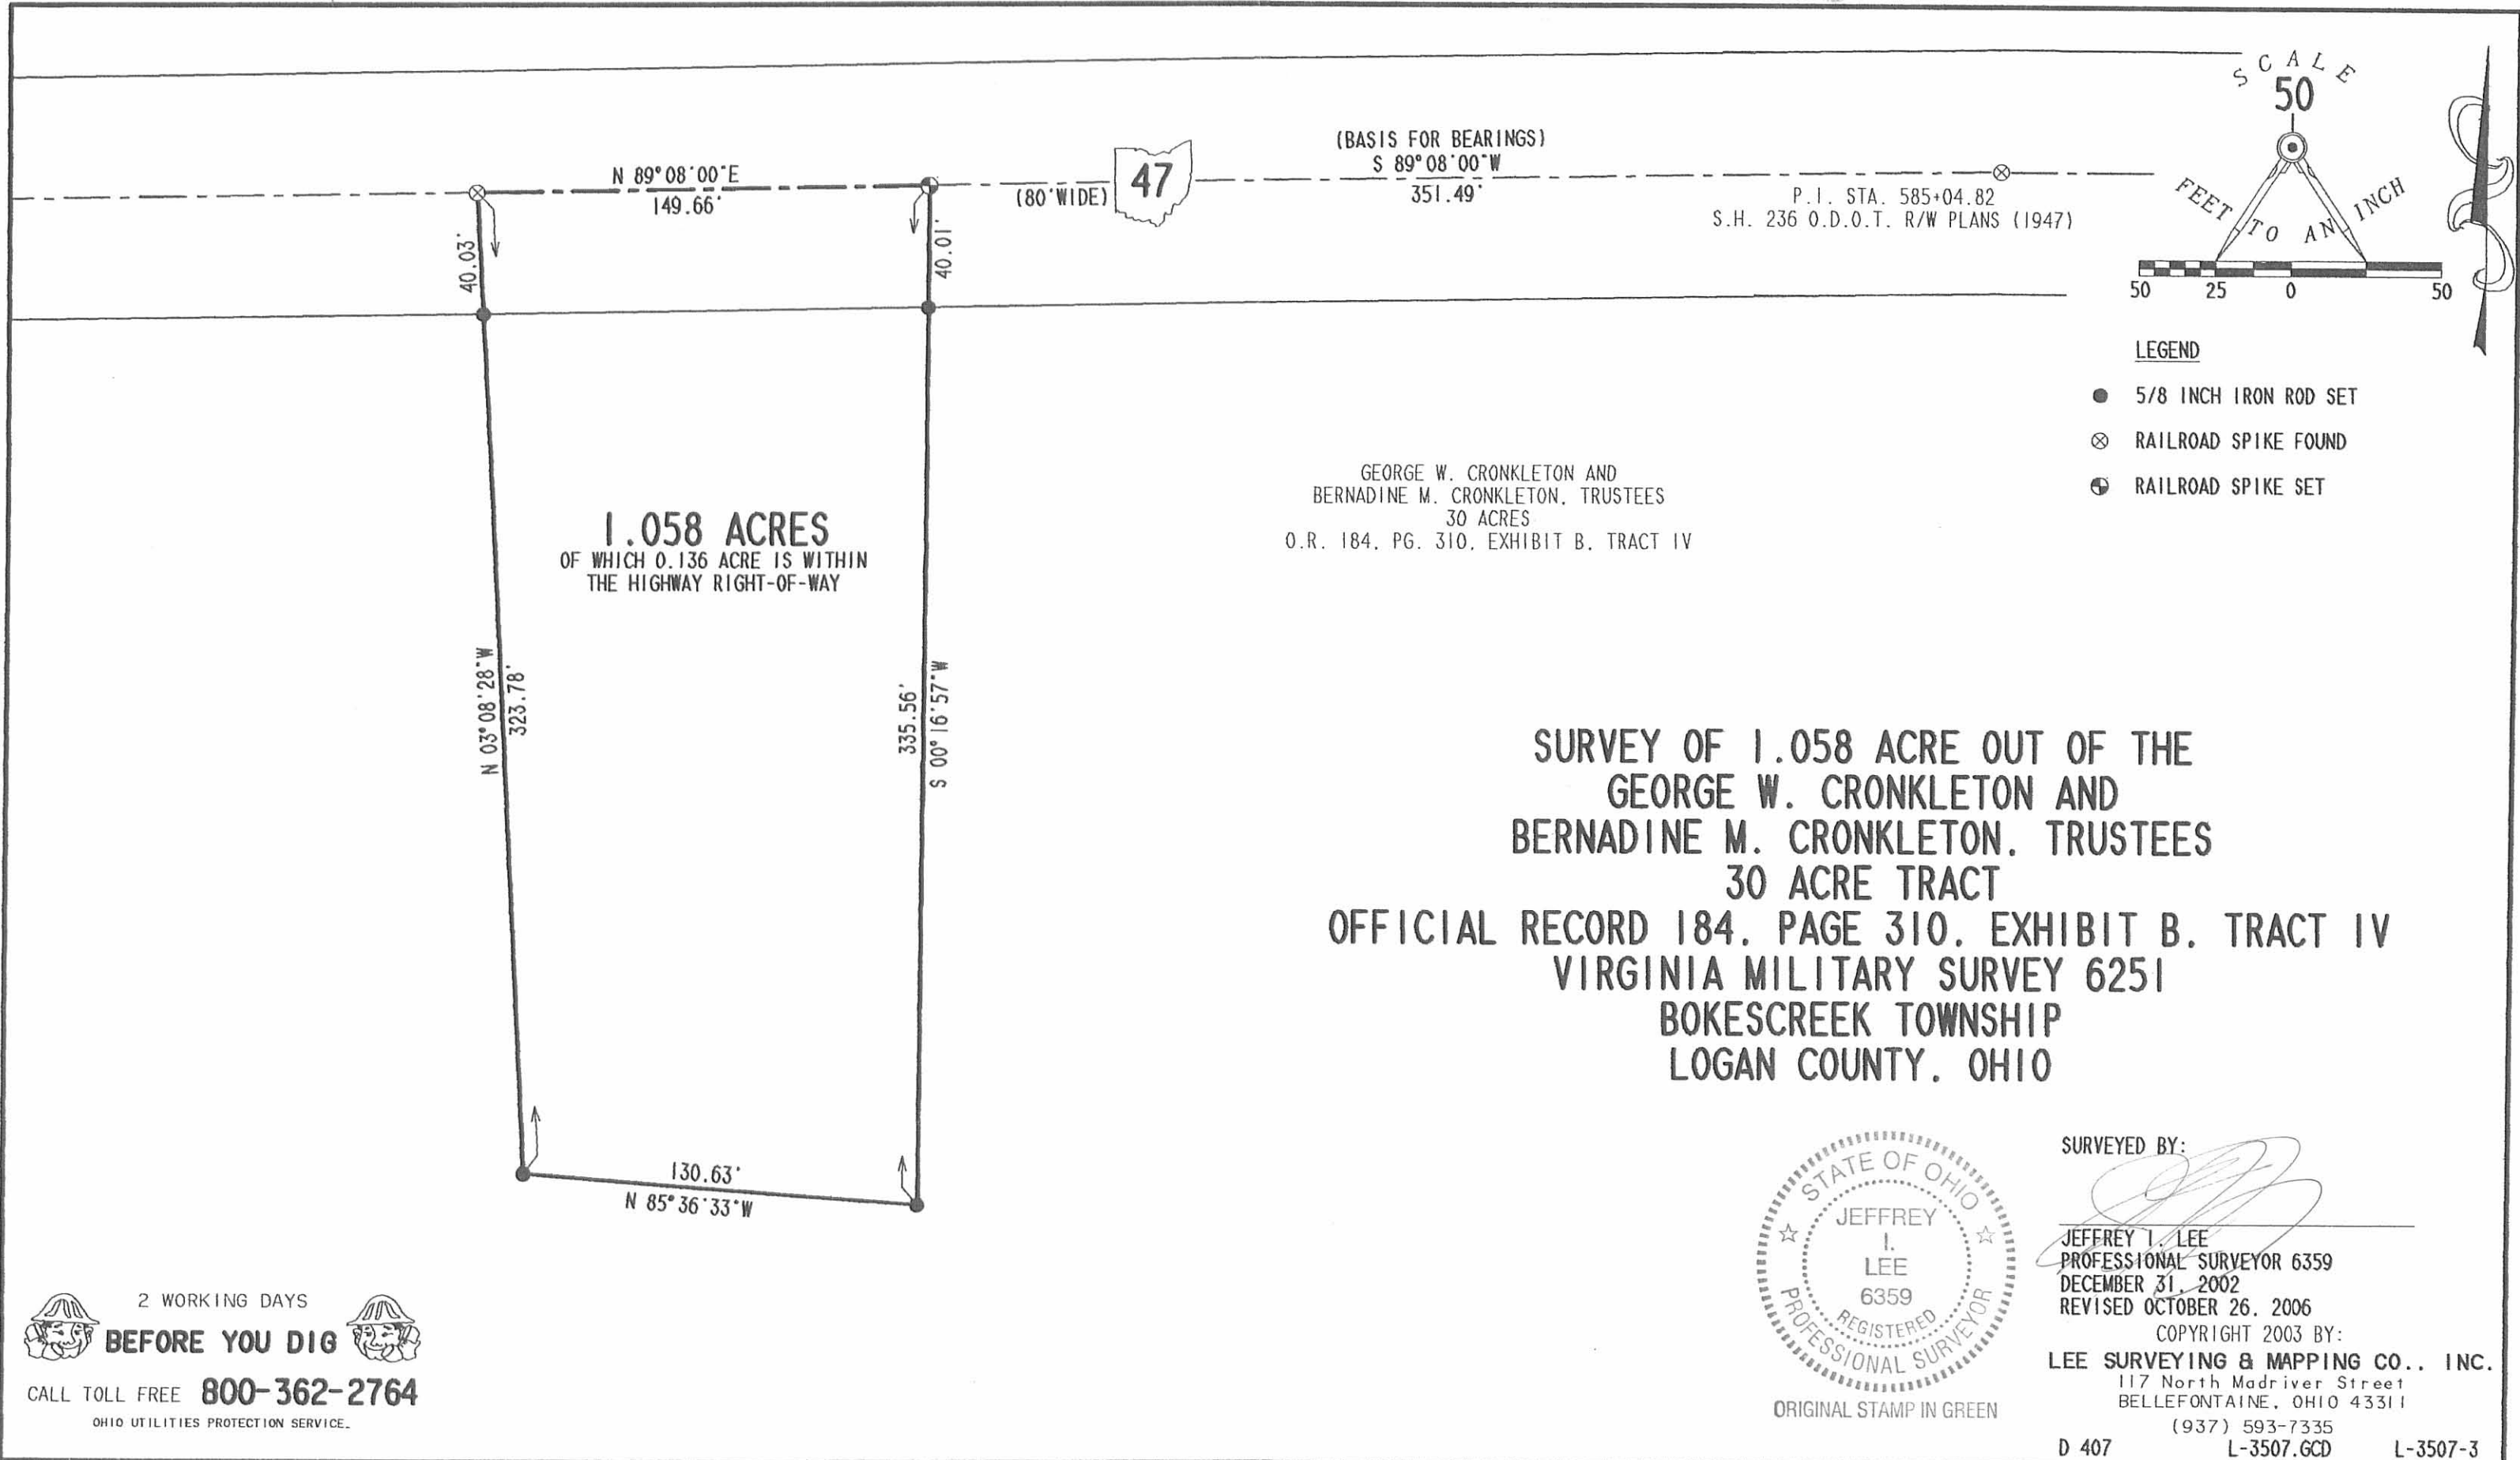 SCALE
50
FEET TO AN INCH
50 25 0 50
(BASIS FOR BEARINGS)
S 89°08'00"W
351.49'
N 89°08'00"E
149.66'
(80'WIDE)
47
P.I. STA. 585+04.82
S.H. 236 O.D.O.T. R/W PLANS (1947)
40.03'
40.01'
LEGEND
5/8 INCH IRON ROD SET
RAILROAD SPIKE FOUND
RAILROAD SPIKE SET
GEORGE W. CRONKLETON AND
BERNADINE M. CRONKLETON, TRUSTEES
30 ACRES
O.R. 184, PG. 310, EXHIBIT B, TRACT IV
1.058 ACRES
OF WHICH 0.136 ACRE IS WITHIN
THE HIGHWAY RIGHT-OF-WAY
N 03°08'28"W
323.78'
335.56'
S 00°16'57"W
130.63'
N 85°36'33"W
SURVEY OF 1.058 ACRE OUT OF THE
GEORGE W. CRONKLETON AND
BERNADINE M. CRONKLETON, TRUSTEES
30 ACRE TRACT
OFFICIAL RECORD 184, PAGE 310, EXHIBIT B, TRACT IV
VIRGINIA MILITARY SURVEY 6251
BOKESCREEK TOWNSHIP
LOGAN COUNTY, OHIO
STATE OF OHIO
JEFFREY
I.
LEE
6359
REGISTERED
PROFESSIONAL SURVEYOR
ORIGINAL STAMP IN GREEN
SURVEYED BY:
JEFFREY I. LEE
PROFESSIONAL SURVEYOR 6359
DECEMBER 31, 2002
REVISED OCTOBER 26, 2006
COPYRIGHT 2003 BY:
LEE SURVEYING & MAPPING CO., INC.
117 North Madriver Street
BELLEFONTAINE, OHIO 43311
(937) 593-7335
D 407 L-3507.GCD L-3507-3
2 WORKING DAYS
BEFORE YOU DIG
CALL TOLL FREE 800-362-2764
OHIO UTILITIES PROTECTION SERVICE.